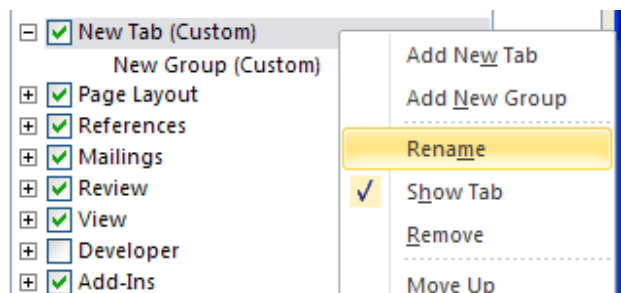 New Tab (Custom)
New Group (Custom)
Page Layout
References
Mailings
Review
View
Developer
Add-Ins
Add New Tab
Add New Group
Rename
Show Tab
Remove
Move Up